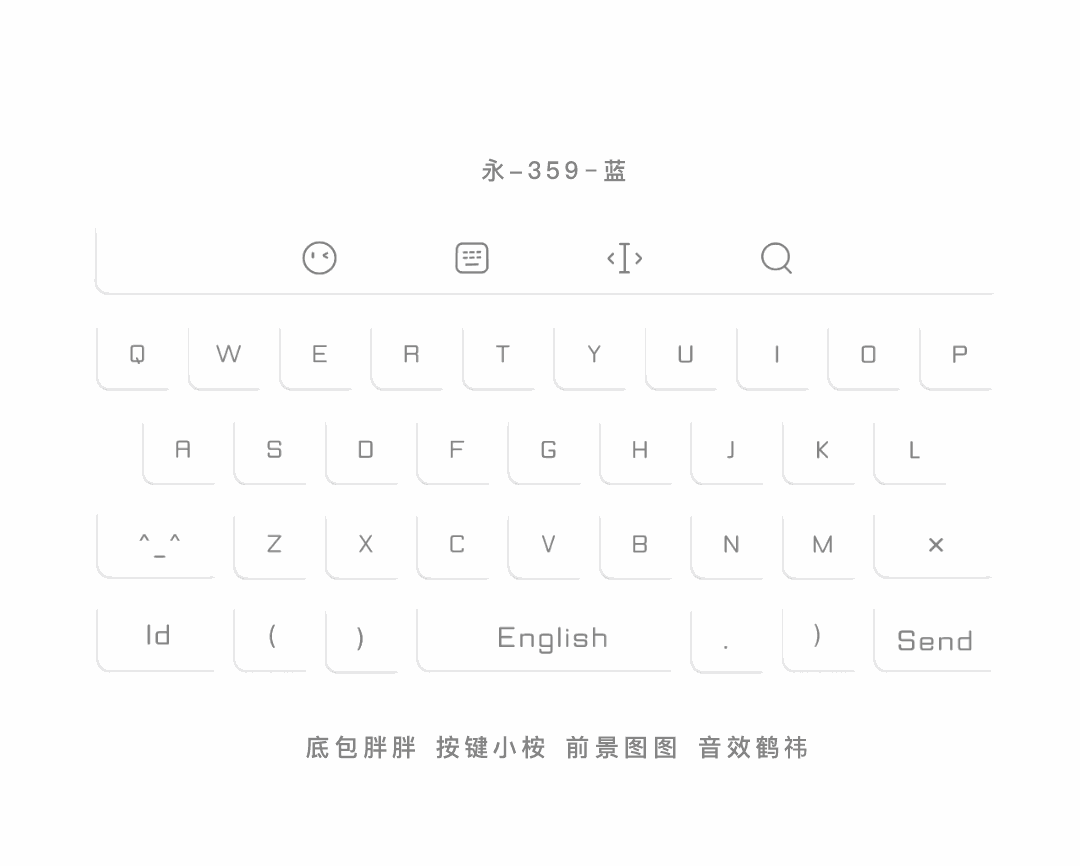 永-359-蓝
Q W E R T Y U I O P
A S D F G H J K L
^_^ Z X C V B N M ×
Id ( ) English . ) Send
底包胖胖 按键小桉 前景图图 音效鹤祎